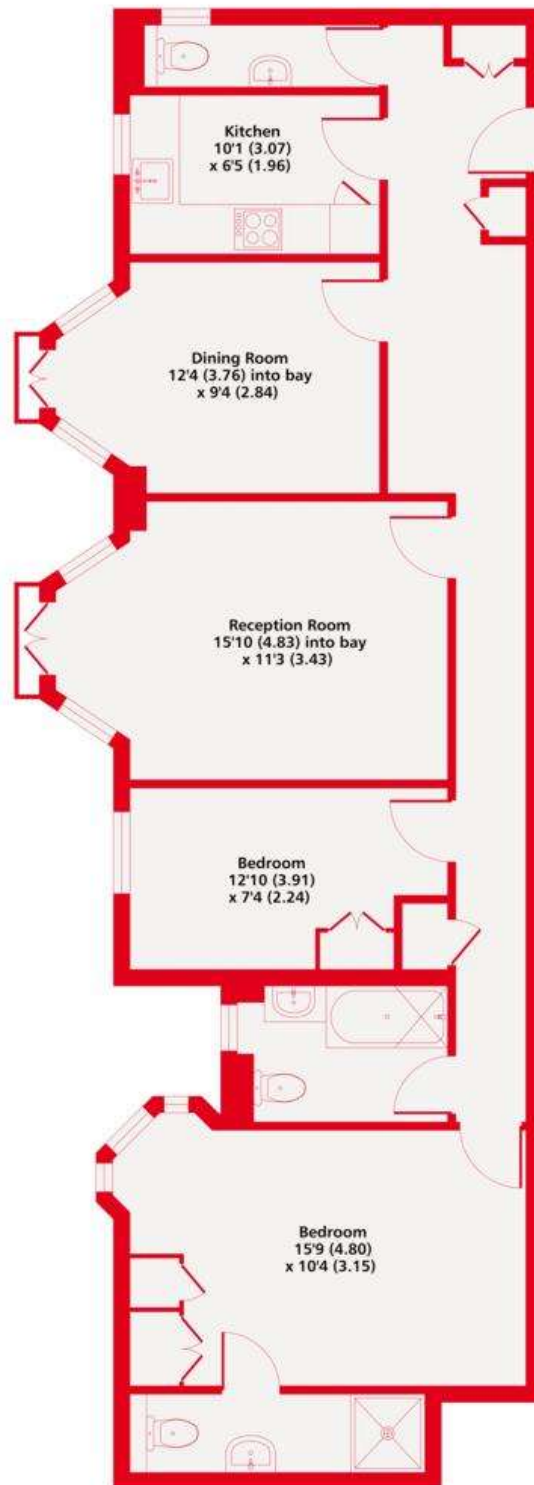 Kitchen
10'1 (3.07)
x 6'5 (1.96)
Dining Room
12'4 (3.76) into bay
x 9'4 (2.84)
Reception Room
15'10 (4.83) into bay
x 11'3 (3.43)
Bedroom
12'10 (3.91)
x 7'4 (2.24)
Bedroom
15'9 (4.80)
x 10'4 (3.15)